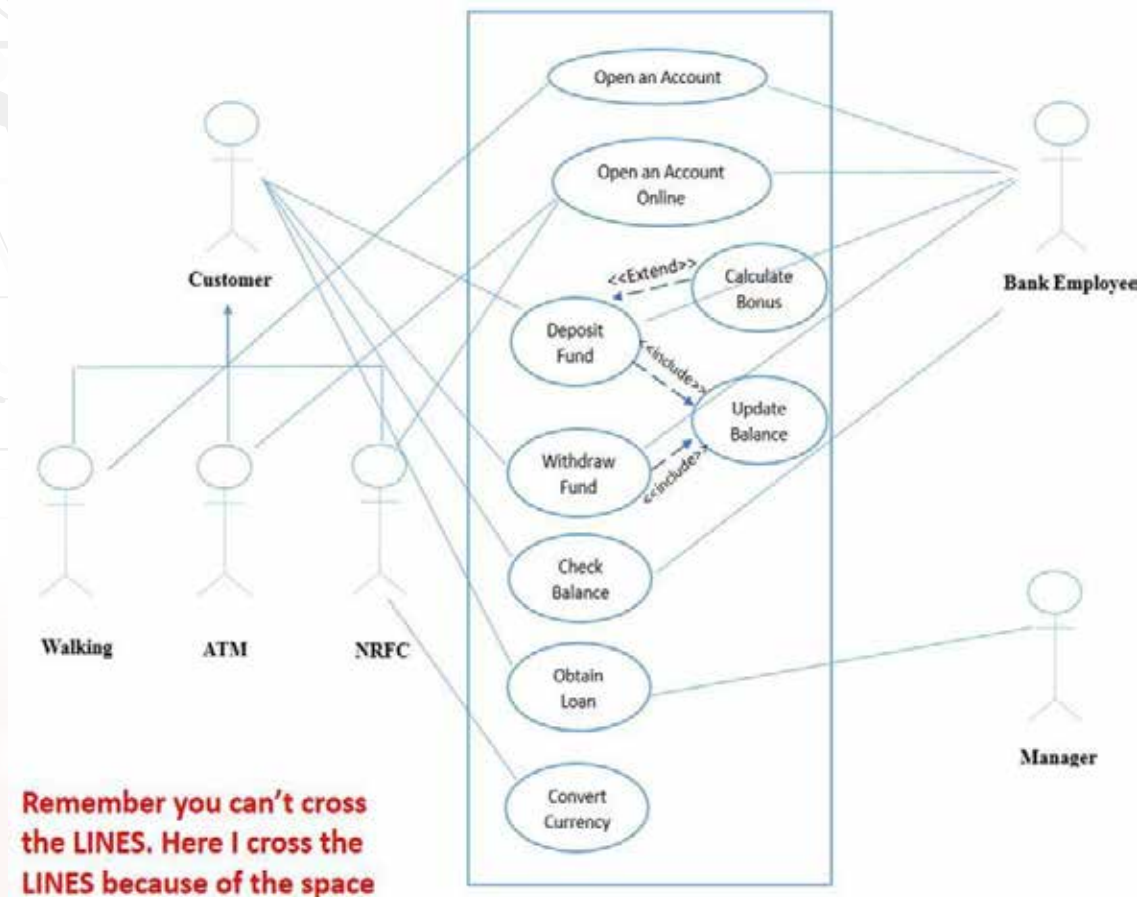 Open an Account
Customer
Open an Account
Online
Bank Employee
<<Extend>>
Calculate
Bonus
Deposit
Fund
<<include>>
Update
Balance
Withdraw
Fund
<<include>>
Check
Balance
Walking
ATM
NRFC
Obtain
Loan
Manager
Convert
Currency
Remember you can't cross
the LINES. Here I cross the
LINES because of the space